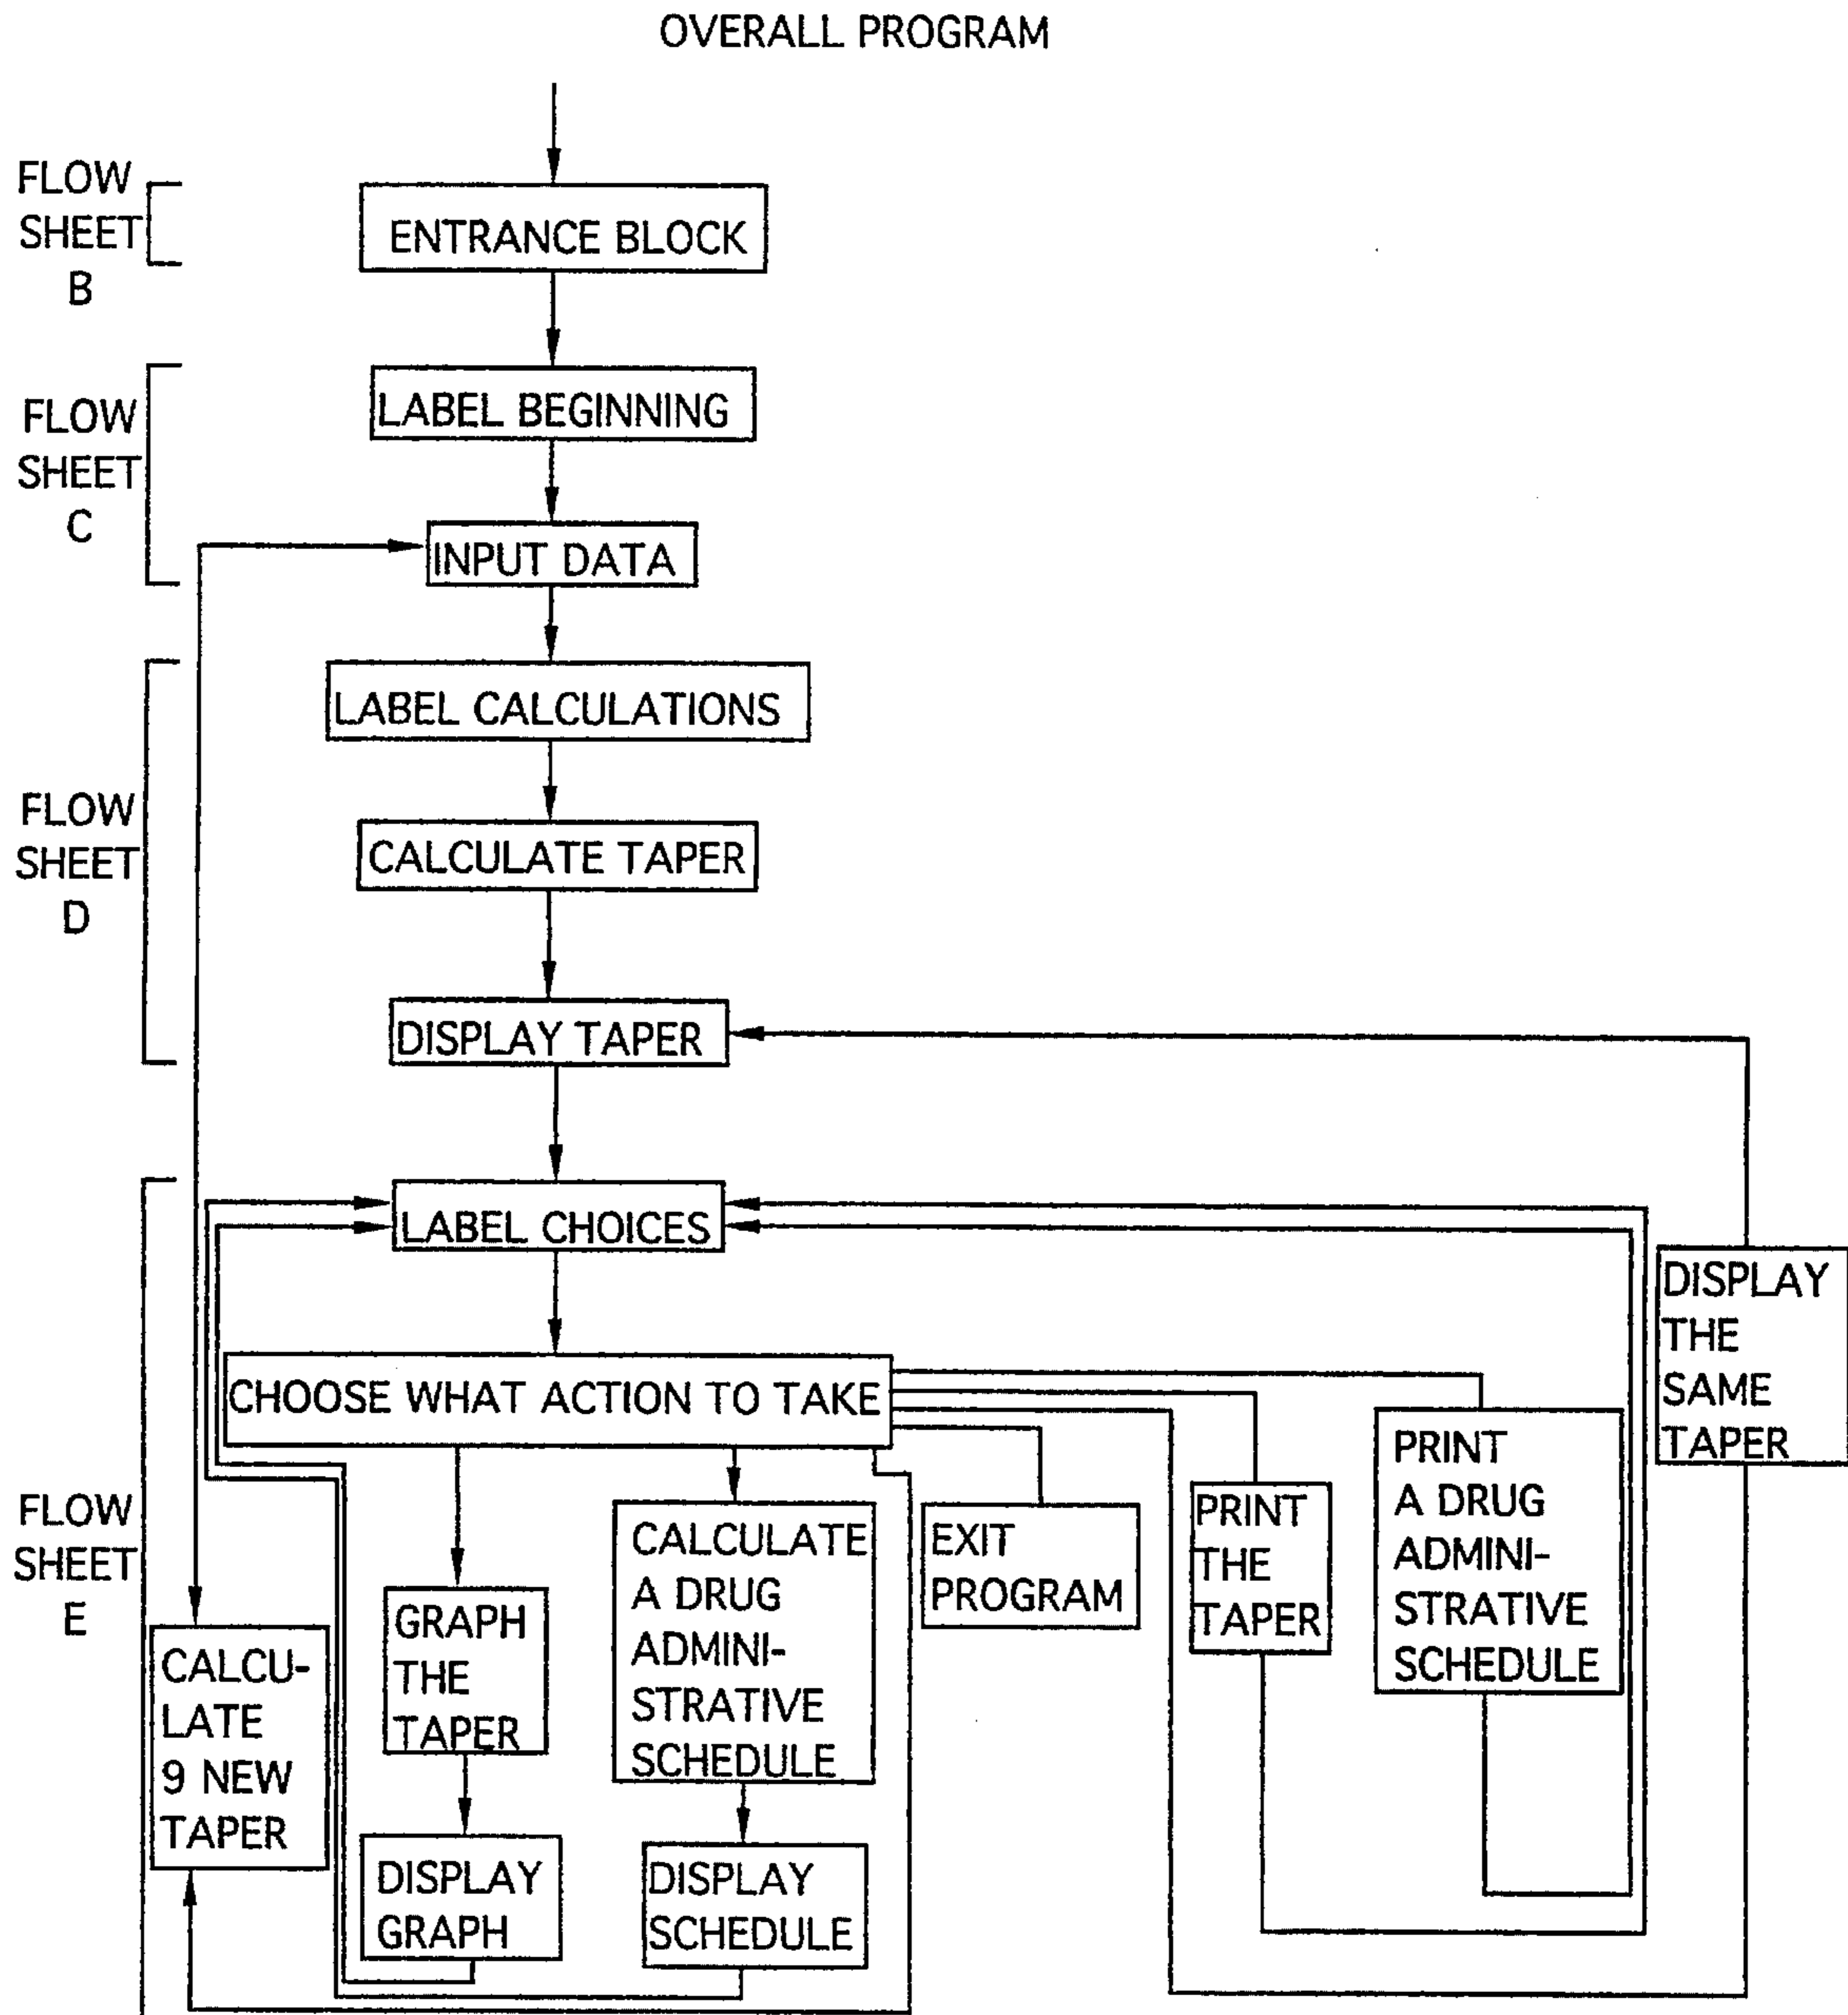 OVERALL PROGRAM
FLOW
SHEET
B
ENTRANCE BLOCK
FLOW
SHEET
C
LABEL BEGINNING
INPUT DATA
FLOW
SHEET
D
LABEL CALCULATIONS
CALCULATE TAPER
DISPLAY TAPER
FLOW
SHEET
E
LABEL CHOICES
CHOOSE WHAT ACTION TO TAKE
CALCU-
LATE
9 NEW
TAPER
GRAPH
THE
TAPER
DISPLAY
GRAPH
CALCULATE
A DRUG
ADMINI-
STRATIVE
SCHEDULE
DISPLAY
SCHEDULE
EXIT
PROGRAM
PRINT
THE
TAPER
PRINT
A DRUG
ADMINI-
STRATIVE
SCHEDULE
DISPLAY
THE
SAME
TAPER